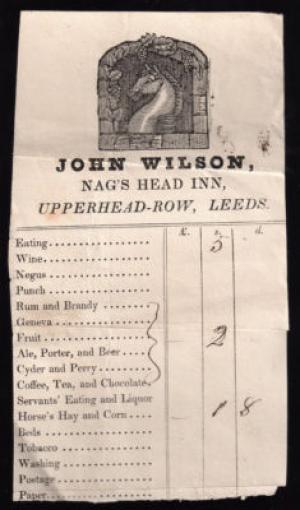 JOHN WILSON,
NAG'S HEAD INN,
UPPERHEAD-ROW, LEEDS.
£. s. d.
Eating 5
Wine
Negus
Punch
Rum and Brandy
Geneva
Fruit 2
Ale, Porter, and Beer
Cyder and Perry
Coffee, Tea, and Chocolate
Servants' Eating and Liquor
Horse's Hay and Corn 1 8
Beds
Tobacco
Washing
Postage
Paper